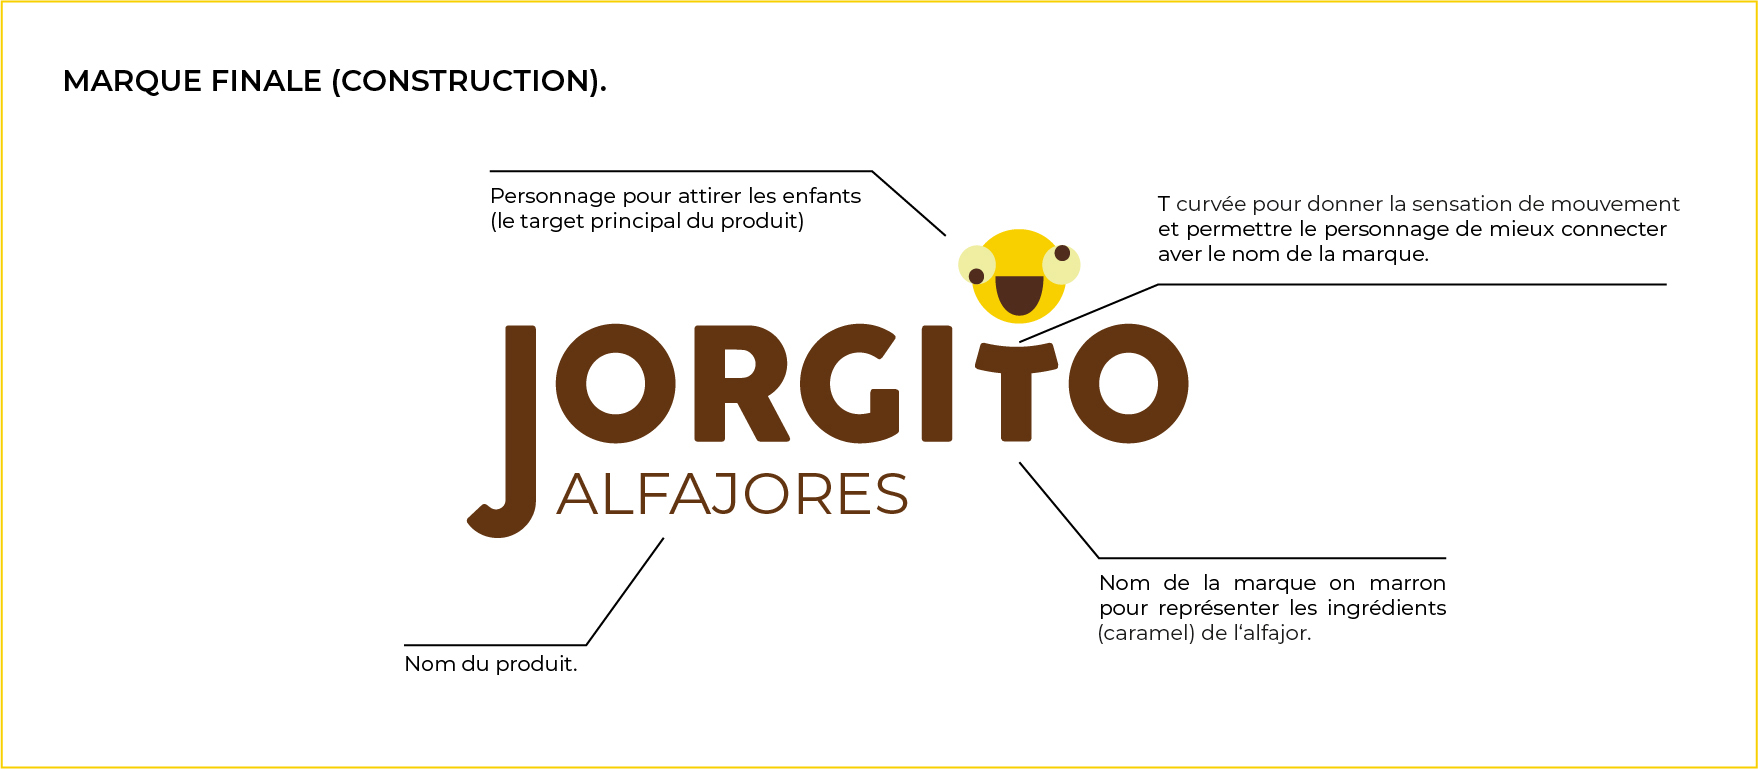 MARQUE FINALE (CONSTRUCTION).
Personnage pour attirer les enfants
(le target principal du produit)
T curvée pour donner la sensation de mouvement
et permettre le personnage de mieux connecter
aver le nom de la marque.
JORGITO
ALFAJORES
Nom de la marque on marron
pour représenter les ingrédients
(caramel) de l‘alfajor.
Nom du produit.